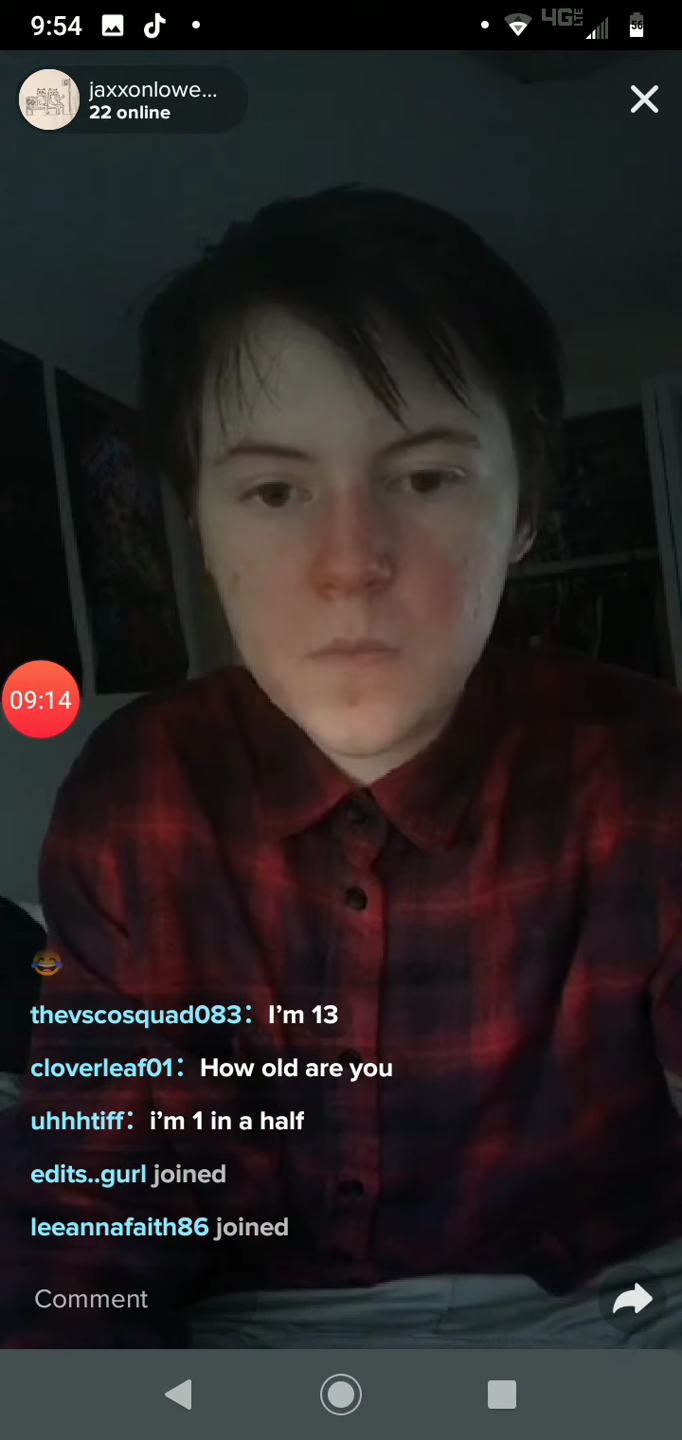 9:54
4G LTE
56
jaxxonlowe...
22 online
09:14
😂
thevscosquad083: I’m 13
cloverleaf01: How old are you
uhhhtiff: i’m 1 in a half
edits..gurl joined
leeannafaith86 joined
Comment